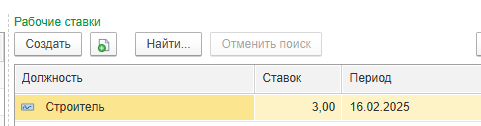 Рабочие ставки
Создать Найти... Отменить поиск
Должность Ставок Период
Строитель 3,00 16.02.2025